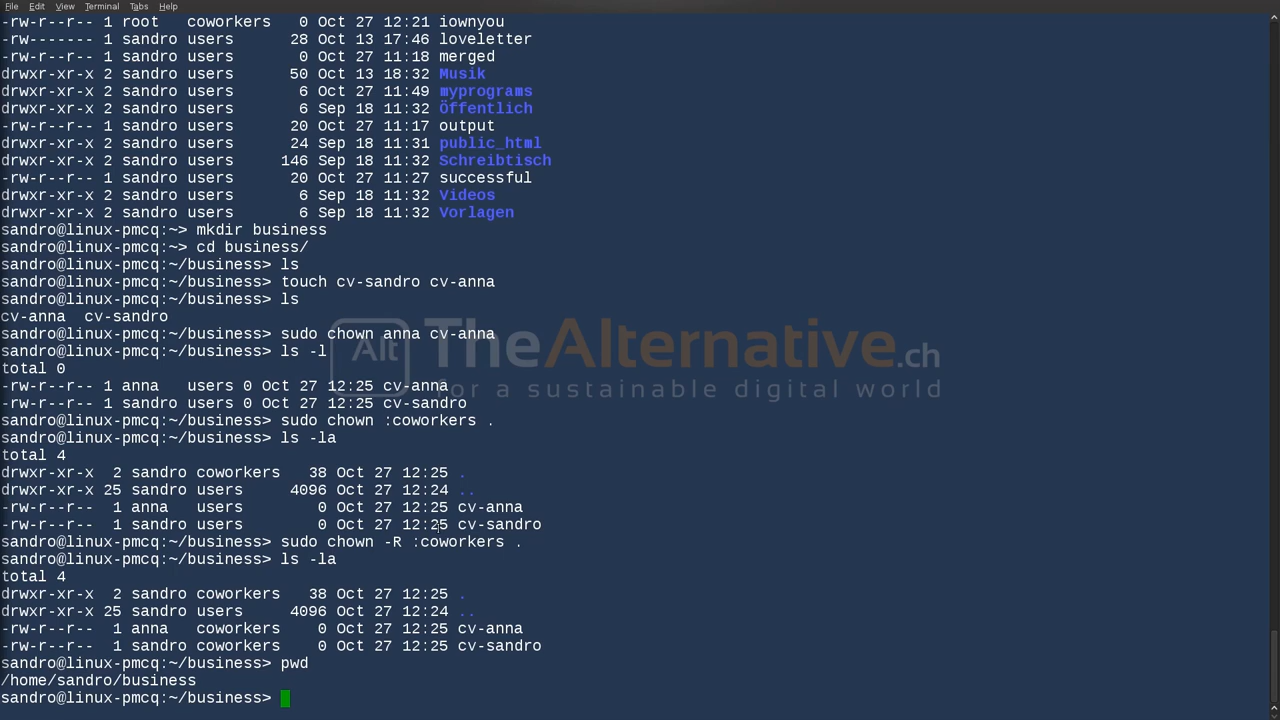 File Edit View Terminal Tabs Help
-rw-r--r-- 1 root   coworkers   0 Oct 27 12:21 iownyou
-rw------- 1 sandro users      28 Oct 13 17:46 loveletter
-rw-r--r-- 1 sandro users       0 Oct 27 11:18 merged
drwxr-xr-x 2 sandro users      50 Oct 13 18:32 Musik
drwxr-xr-x 2 sandro users       6 Oct 27 11:49 myprograms
drwxr-xr-x 2 sandro users       6 Sep 18 11:32 Öffentlich
-rw-r--r-- 1 sandro users      20 Oct 27 11:17 output
drwxr-xr-x 2 sandro users      24 Sep 18 11:31 public_html
drwxr-xr-x 2 sandro users     146 Sep 18 11:32 Schreibtisch
-rw-r--r-- 1 sandro users      20 Oct 27 11:27 successful
drwxr-xr-x 2 sandro users       6 Sep 18 11:32 Videos
drwxr-xr-x 2 sandro users       6 Sep 18 11:32 Vorlagen
sandro@linux-pmcq:~> mkdir business
sandro@linux-pmcq:~> cd business/
sandro@linux-pmcq:~/business> ls
sandro@linux-pmcq:~/business> touch cv-sandro cv-anna
sandro@linux-pmcq:~/business> ls
cv-anna  cv-sandro
sandro@linux-pmcq:~/business> sudo chown anna cv-anna
sandro@linux-pmcq:~/business> ls -l
Alt TheAlternative.ch
total 0
-rw-r--r-- 1 anna   users 0 Oct 27 12:25 cv-anna
for a sustainable digital world
-rw-r--r-- 1 sandro users 0 Oct 27 12:25 cv-sandro
sandro@linux-pmcq:~/business> sudo chown :coworkers .
sandro@linux-pmcq:~/business> ls -la
total 4
drwxr-xr-x  2 sandro coworkers   38 Oct 27 12:25 .
drwxr-xr-x 25 sandro users     4096 Oct 27 12:24 ..
-rw-r--r--  1 anna   users        0 Oct 27 12:25 cv-anna
-rw-r--r--  1 sandro users        0 Oct 27 12:25 cv-sandro
sandro@linux-pmcq:~/business> sudo chown -R :coworkers .
sandro@linux-pmcq:~/business> ls -la
total 4
drwxr-xr-x  2 sandro coworkers   38 Oct 27 12:25 .
drwxr-xr-x 25 sandro users     4096 Oct 27 12:24 ..
-rw-r--r--  1 anna   coworkers    0 Oct 27 12:25 cv-anna
-rw-r--r--  1 sandro coworkers    0 Oct 27 12:25 cv-sandro
sandro@linux-pmcq:~/business> pwd
/home/sandro/business
sandro@linux-pmcq:~/business>